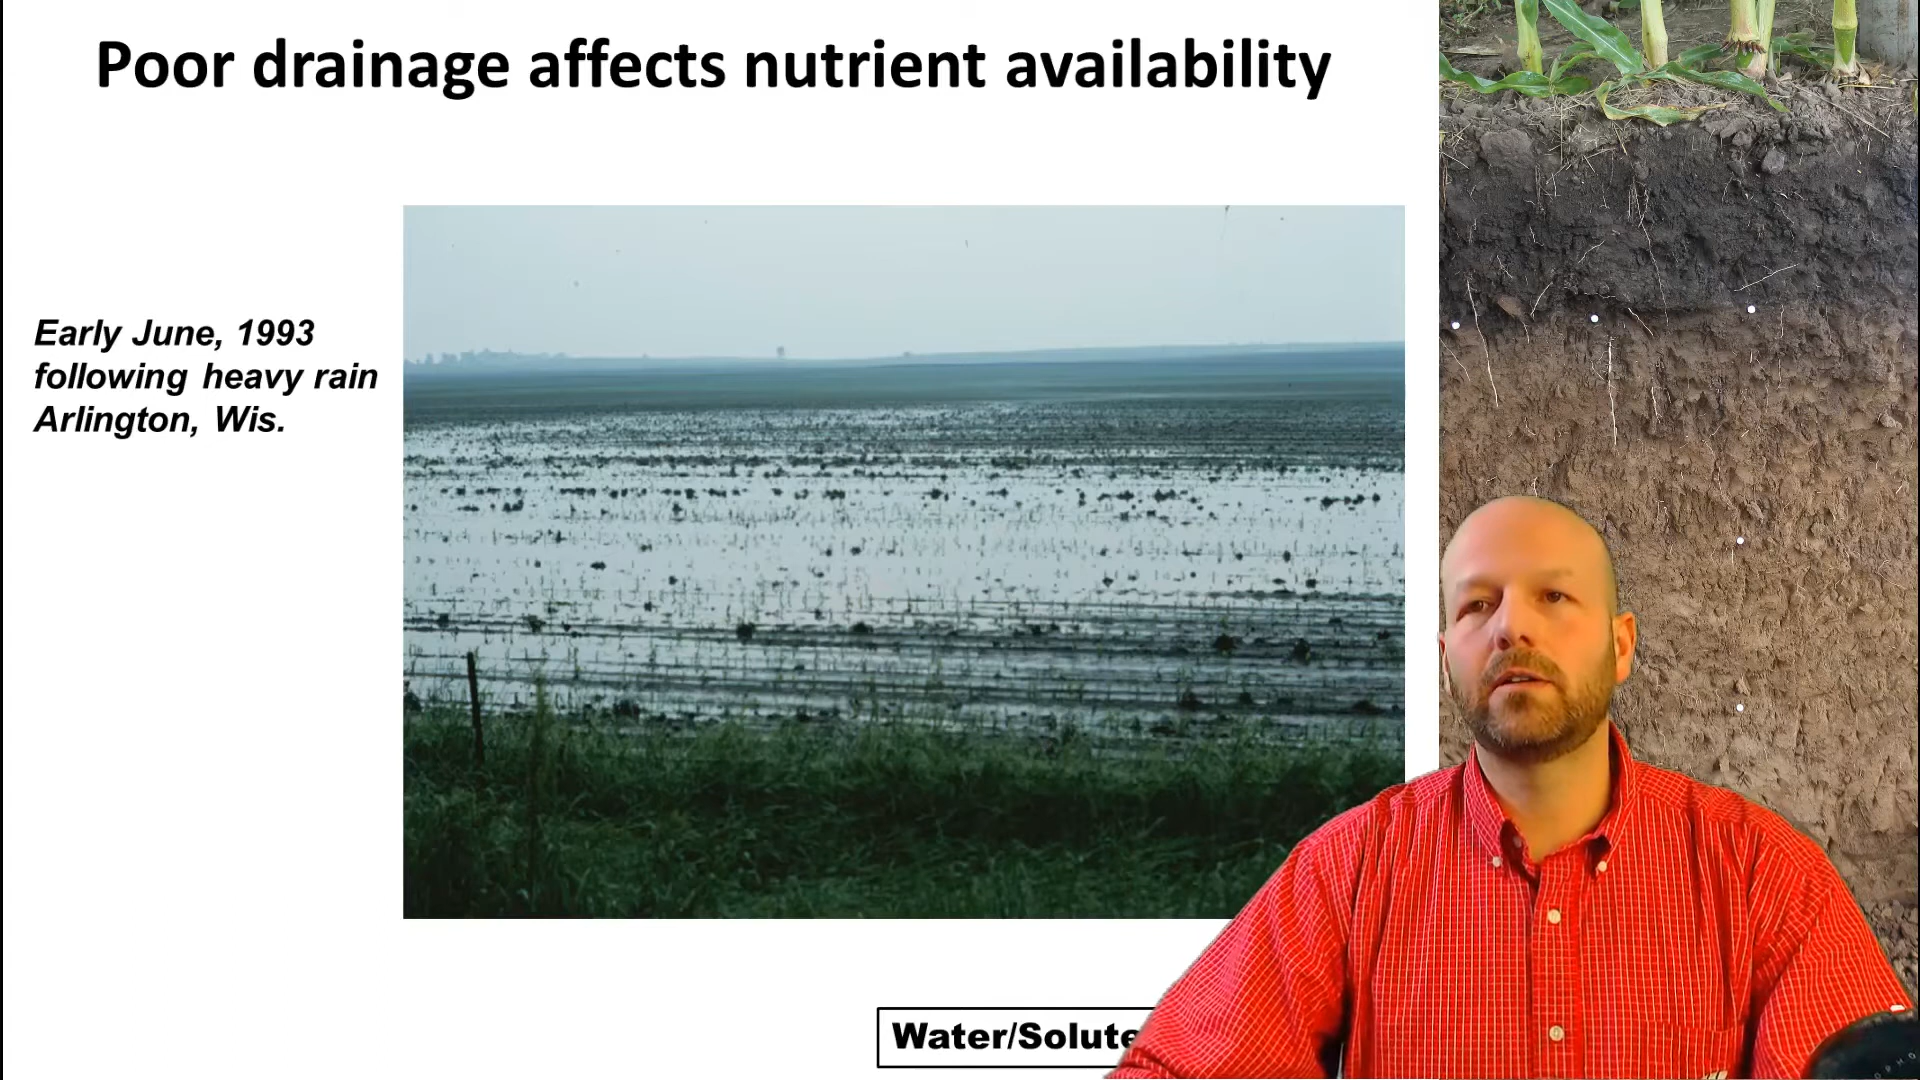 Poor drainage affects nutrient availability
Early June, 1993
following heavy rain
Arlington, Wis.
Water/Solute